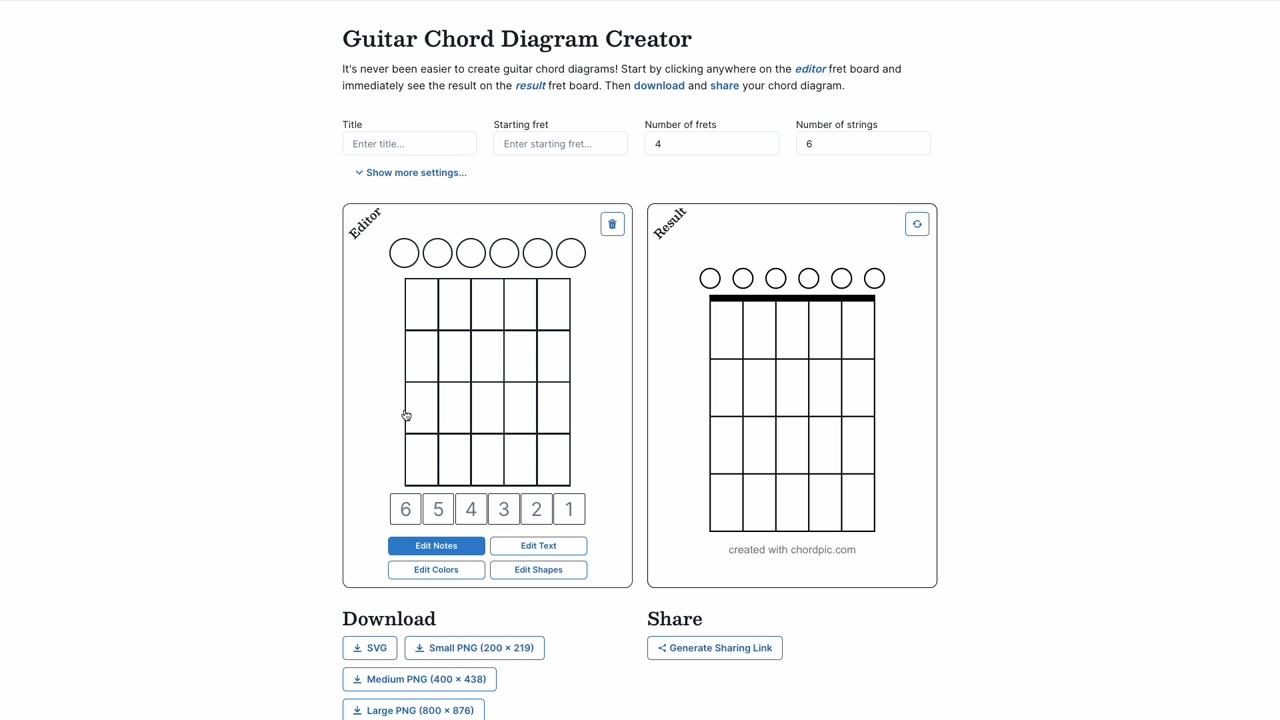 Guitar Chord Diagram Creator
It's never been easier to create guitar chord diagrams! Start by clicking anywhere on the editor fret board and
immediately see the result on the result fret board. Then download and share your chord diagram.
Title
Starting fret
Number of frets
Number of strings
Enter title...
Enter starting fret...
4
6
Show more settings...
Editor
Result
6 5 4 3 2 1
Edit Notes
Edit Text
Edit Colors
Edit Shapes
created with chordpic.com
Download
SVG
Small PNG (200 × 219)
Medium PNG (400 × 438)
Large PNG (800 × 876)
Share
Generate Sharing Link